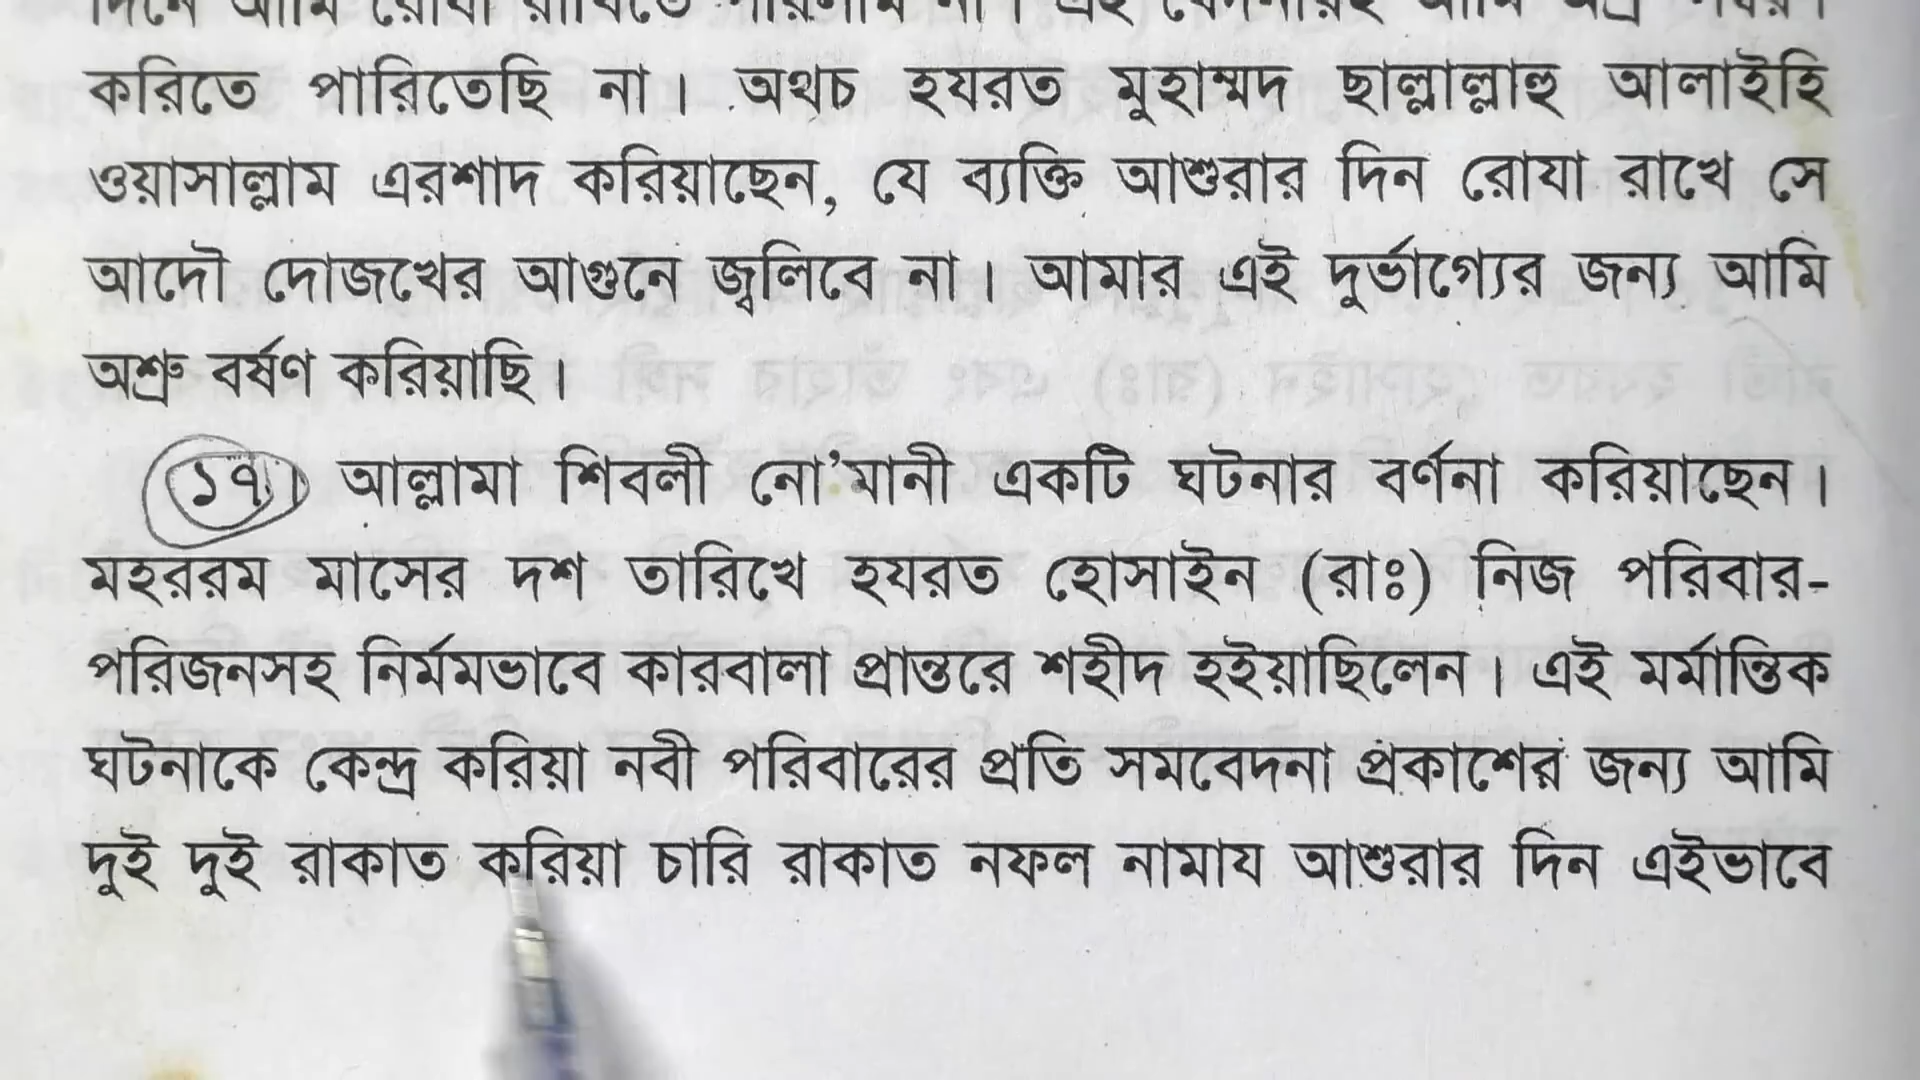 দিনে আমি রোযা রাখিতে পারিলাম না। এই আমি
করিতে পারিতেছি না। অথচ হযরত মুহাম্মদ ছাল্লাল্লাহু আলাইহি
ওয়াসাল্লাম এরশাদ করিয়াছেন, যে ব্যক্তি আশুরার দিন রোযা রাখে সে
আদৌ দোজখের আগুনে জ্বলিবে না। আমার এই দুর্ভাগ্যের জন্য আমি
অশ্রু বর্ষণ করিয়াছি।
১৭। আল্লামা শিবলী নো'মানী একটি ঘটনার বর্ণনা করিয়াছেন।
মহররম মাসের দশ তারিখে হযরত হোসাইন (রাঃ) নিজ পরিবার-
পরিজনসহ নির্মমভাবে কারবালা প্রান্তরে শহীদ হইয়াছিলেন। এই মর্মান্তিক
ঘটনাকে কেন্দ্র করিয়া নবী পরিবারের প্রতি সমবেদনা প্রকাশের জন্য আমি
দুই দুই রাকাত করিয়া চারি রাকাত নফল নামায আশুরার দিন এইভাবে